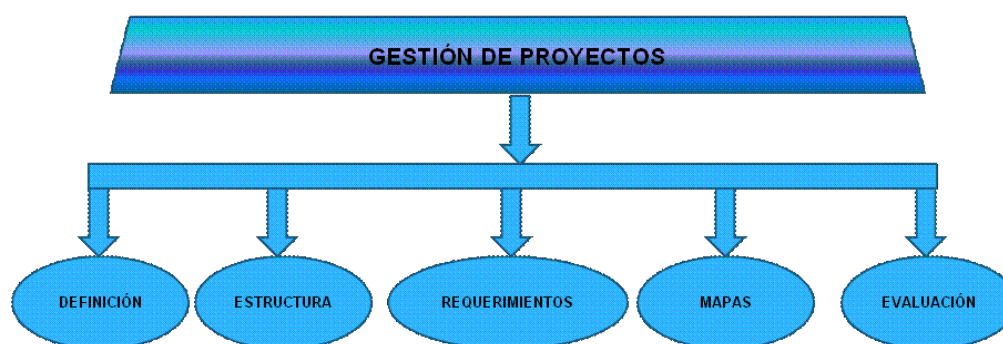 GESTIÓN DE PROYECTOS
DEFINICIÓN
ESTRUCTURA
REQUERIMIENTOS
MAPAS
EVALUACIÓN